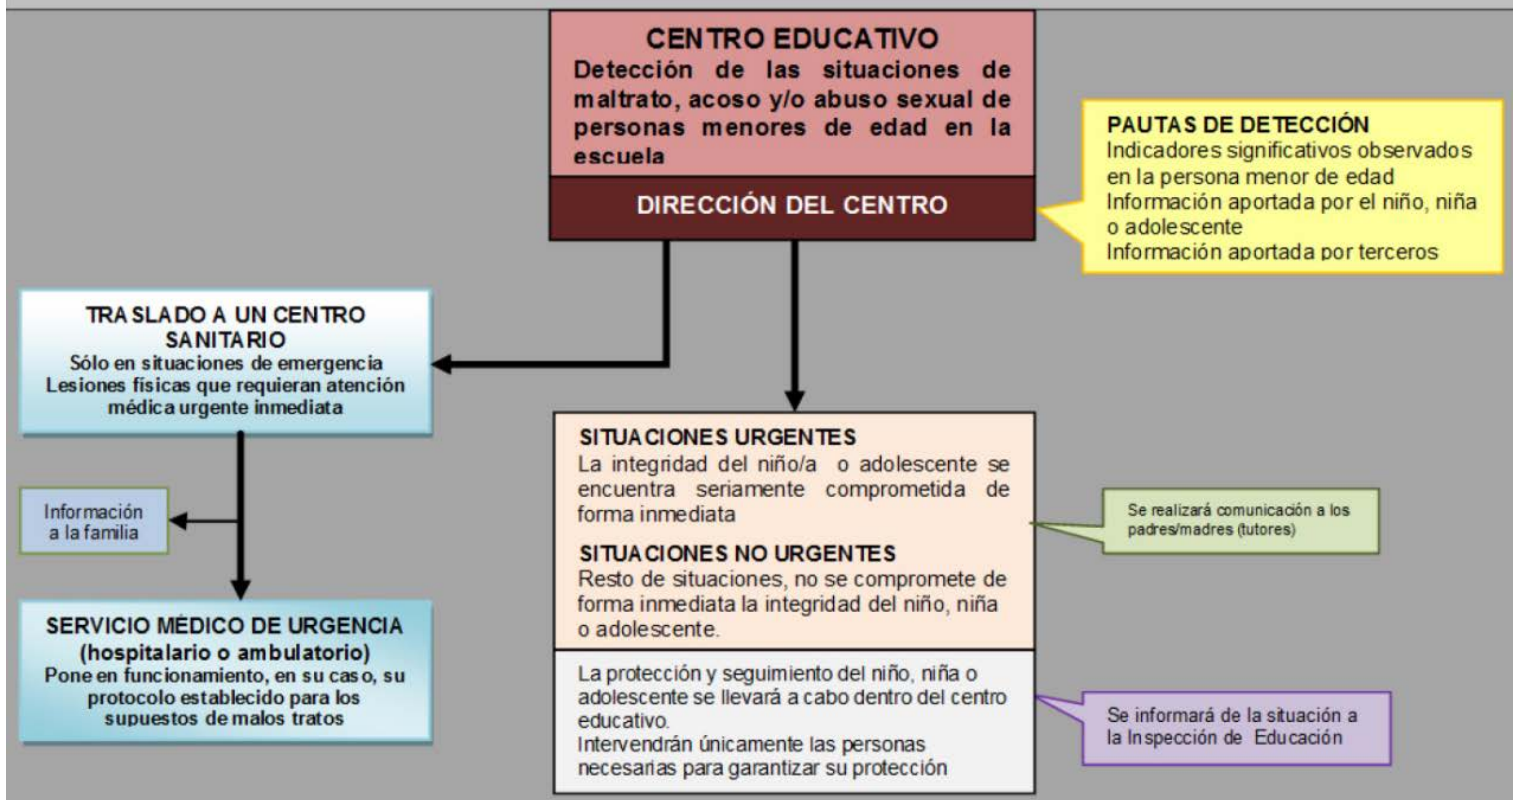 CENTRO EDUCATIVO
Detección de las situaciones de
maltrato, acoso y/o abuso sexual de
personas menores de edad en la
escuela
DIRECCIÓN DEL CENTRO
PAUTAS DE DETECCIÓN
Indicadores significativos observados
en la persona menor de edad
Información aportada por el niño, niña
o adolescente
Información aportada por terceros
TRASLADO A UN CENTRO
SANITARIO
Sólo en situaciones de emergencia
Lesiones físicas que requieran atención
médica urgente inmediata
Información
a la familia
SERVICIO MÉDICO DE URGENCIA
(hospitalario o ambulatorio)
Pone en funcionamiento, en su caso, su
protocolo establecido para los
supuestos de malos tratos
SITUACIONES URGENTES
La integridad del niño/a o adolescente se
encuentra seriamente comprometida de
forma inmediata
SITUACIONES NO URGENTES
Resto de situaciones, no se compromete de
forma inmediata la integridad del niño, niña
o adolescente.
Se realizará comunicación a los
padres/madres (tutores)
La protección y seguimiento del niño, niña o
adolescente se llevará a cabo dentro del centro
educativo.
Intervendrán únicamente las personas
necesarias para garantizar su protección
Se informará de la situación a
la Inspección de Educación